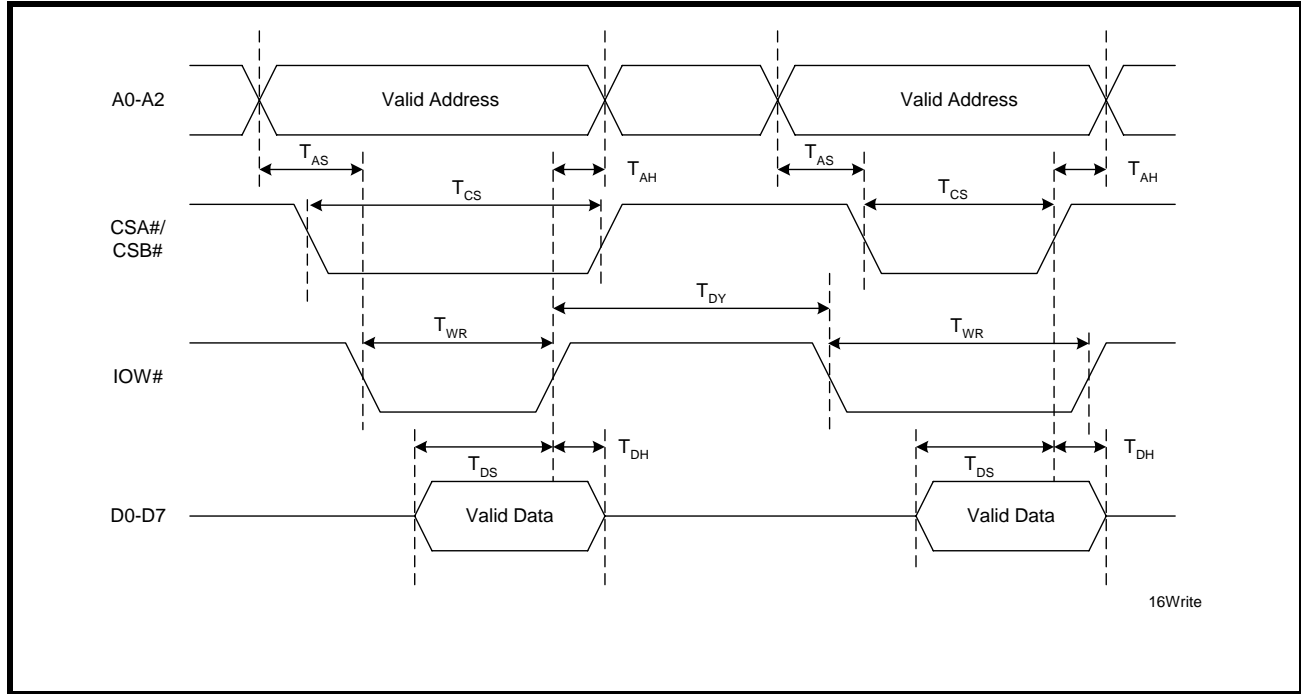 A0-A2
Valid Address
Valid Address
TAS
TAH
TAS
TAH
TCS
TCS
CSA#/
CSB#
TDY
TWR
TWR
IOW#
TDH
TDH
TDS
TDS
D0-D7
Valid Data
Valid Data
16Write